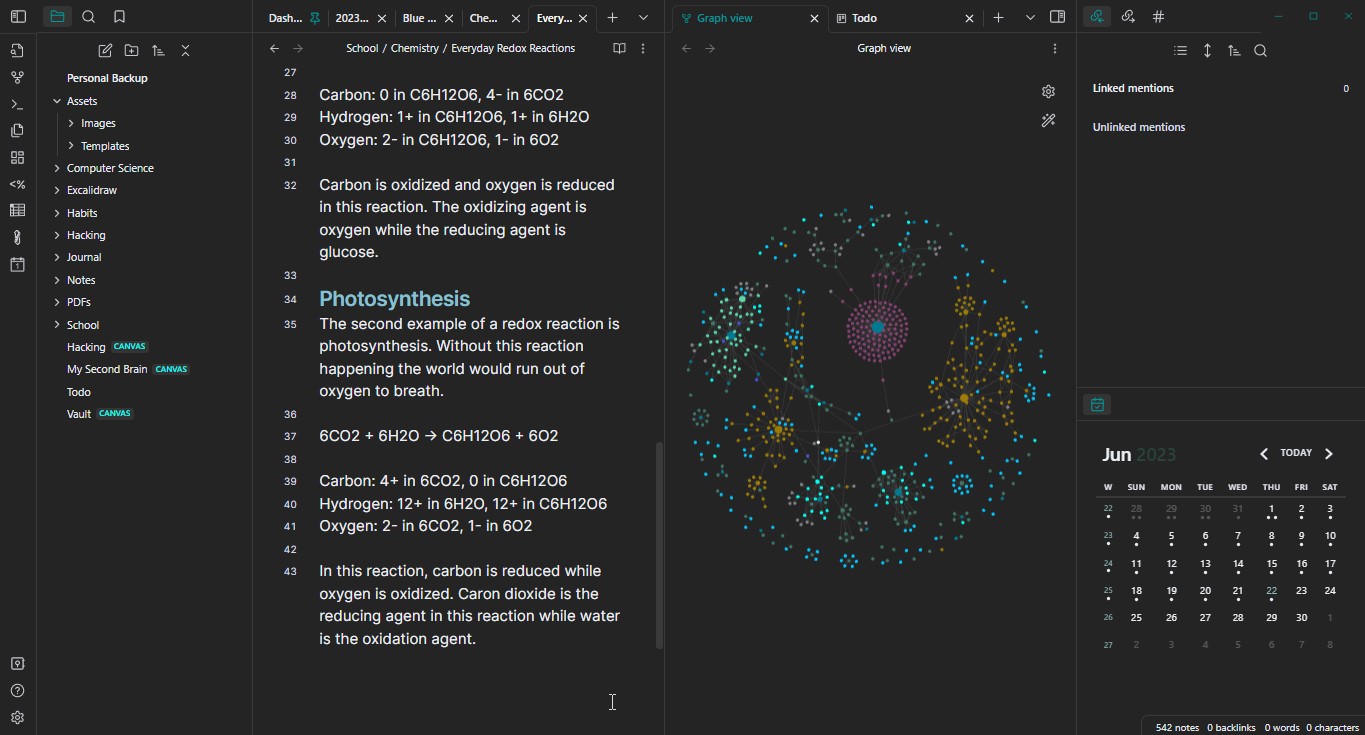 Dash... 2023... Blue ... Che... Every...
Graph view Todo
School / Chemistry / Everyday Redox Reactions
Graph view
Personal Backup
Assets
Images
Templates
Computer Science
Excalidraw
Habits
Hacking
Journal
Notes
PDFs
School
Hacking CANVAS
My Second Brain CANVAS
Todo
Vault CANVAS
27
28 Carbon: 0 in C6H12O6, 4- in 6CO2
29 Hydrogen: 1+ in C6H12O6, 1+ in 6H2O
30 Oxygen: 2- in C6H12O6, 1- in 6O2
31
32 Carbon is oxidized and oxygen is reduced
in this reaction. The oxidizing agent is
oxygen while the reducing agent is
glucose.
33
34 Photosynthesis
35 The second example of a redox reaction is
photosynthesis. Without this reaction
happening the world would run out of
oxygen to breath.
36
37 6CO2 + 6H2O → C6H12O6 + 6O2
38
39 Carbon: 4+ in 6CO2, 0 in C6H12O6
40 Hydrogen: 12+ in 6H2O, 12+ in C6H12O6
41 Oxygen: 2- in 6CO2, 1- in 6O2
42
43 In this reaction, carbon is reduced while
oxygen is oxidized. Caron dioxide is the
reducing agent in this reaction while water
is the oxidation agent.
Linked mentions 0
Unlinked mentions
Jun 2023 TODAY
W SUN MON TUE WED THU FRI SAT
22 28 29 30 31 1 2 3
23 4 5 6 7 8 9 10
24 11 12 13 14 15 16 17
25 18 19 20 21 22 23 24
26 25 26 27 28 29 30 1
27 2 3 4 5 6 7 8
542 notes 0 backlinks 0 words 0 characters